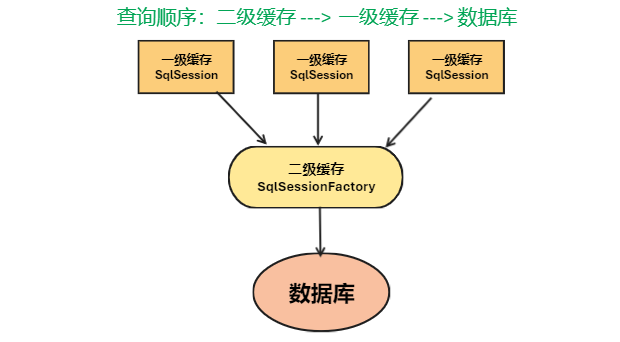 查询顺序：二级缓存 ---> 一级缓存 ---> 数据库
一级缓存
SqlSession
一级缓存
SqlSession
一级缓存
SqlSession
二级缓存
SqlSessionFactory
数据库